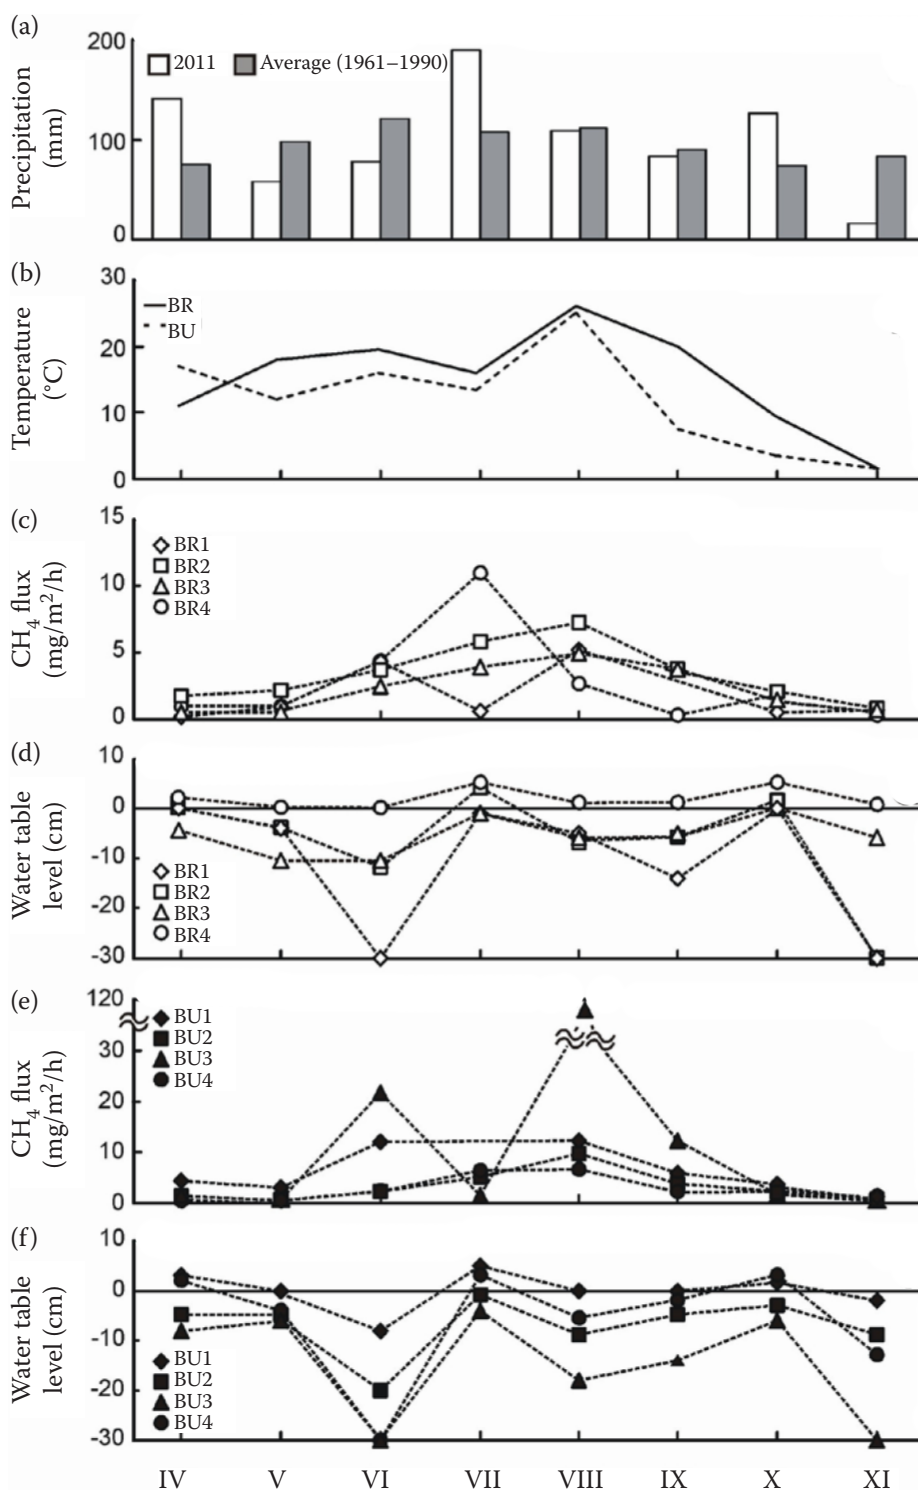 (a)
Precipitation
(mm)
200
100
0
2011
Average (1961–1990)
(b)
Temperature
(°C)
30
20
10
0
BR
BU
(c)
CH4 flux
(mg/m²/h)
15
10
5
0
BR1
BR2
BR3
BR4
(d)
Water table
level (cm)
10
0
-10
-20
-30
BR1
BR2
BR3
BR4
(e)
CH4 flux
(mg/m²/h)
120
30
20
10
0
BU1
BU2
BU3
BU4
(f)
Water table
level (cm)
10
0
-10
-20
-30
BU1
BU2
BU3
BU4
IV V VI VII VIII IX X XI